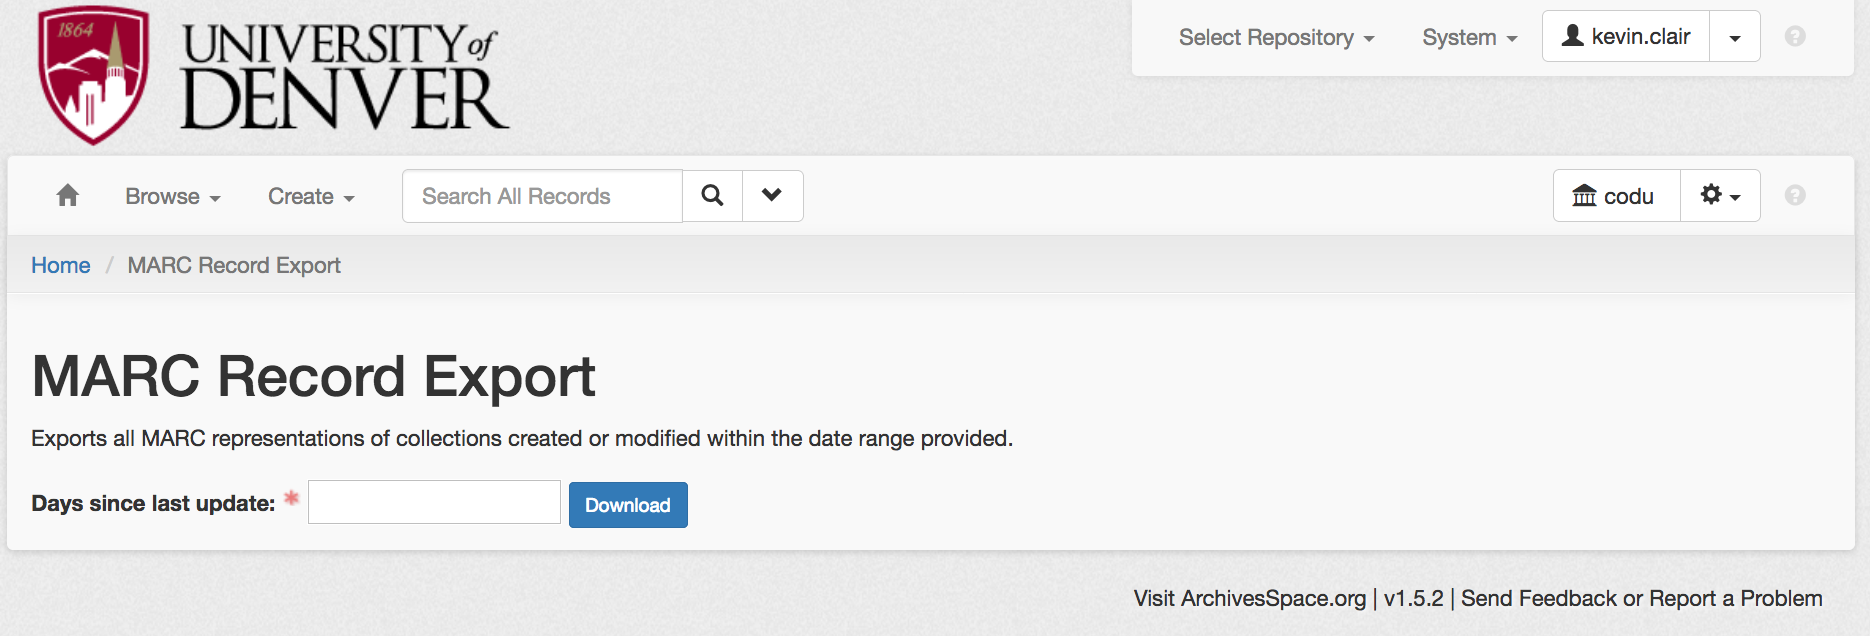 1864
UNIVERSITY of
DENVER
Select Repository
System
kevin.clair
?
Browse
Create
Search All Records
codu
?
Home / MARC Record Export
MARC Record Export
Exports all MARC representations of collections created or modified within the date range provided.
Days since last update: * Download
Visit ArchivesSpace.org | v1.5.2 | Send Feedback or Report a Problem